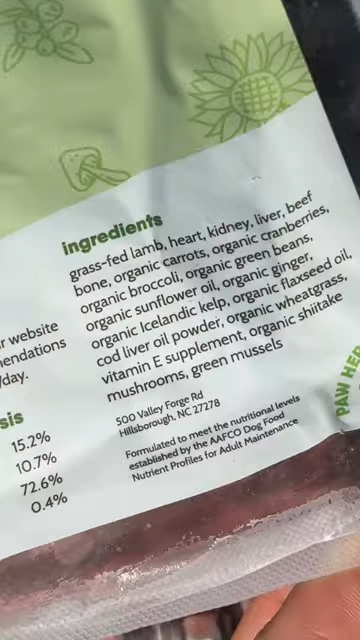 ingredients
grass-fed lamb, heart, kidney, liver, beef
bone, organic carrots, organic cranberries,
organic broccoli, organic green beans,
organic sunflower oil, organic ginger,
organic Icelandic kelp, organic flaxseed oil,
cod liver oil powder, organic wheatgrass,
vitamin E supplement, organic shiitake
mushrooms, green mussels
500 Valley Forge Rd
Hillsborough, NC 27278
Formulated to meet the nutritional levels
established by the AAFCO Dog Food
Nutrient Profiles for Adult Maintenance
website
/day.
15.2%
10.7%
72.6%
0.4%
PAW